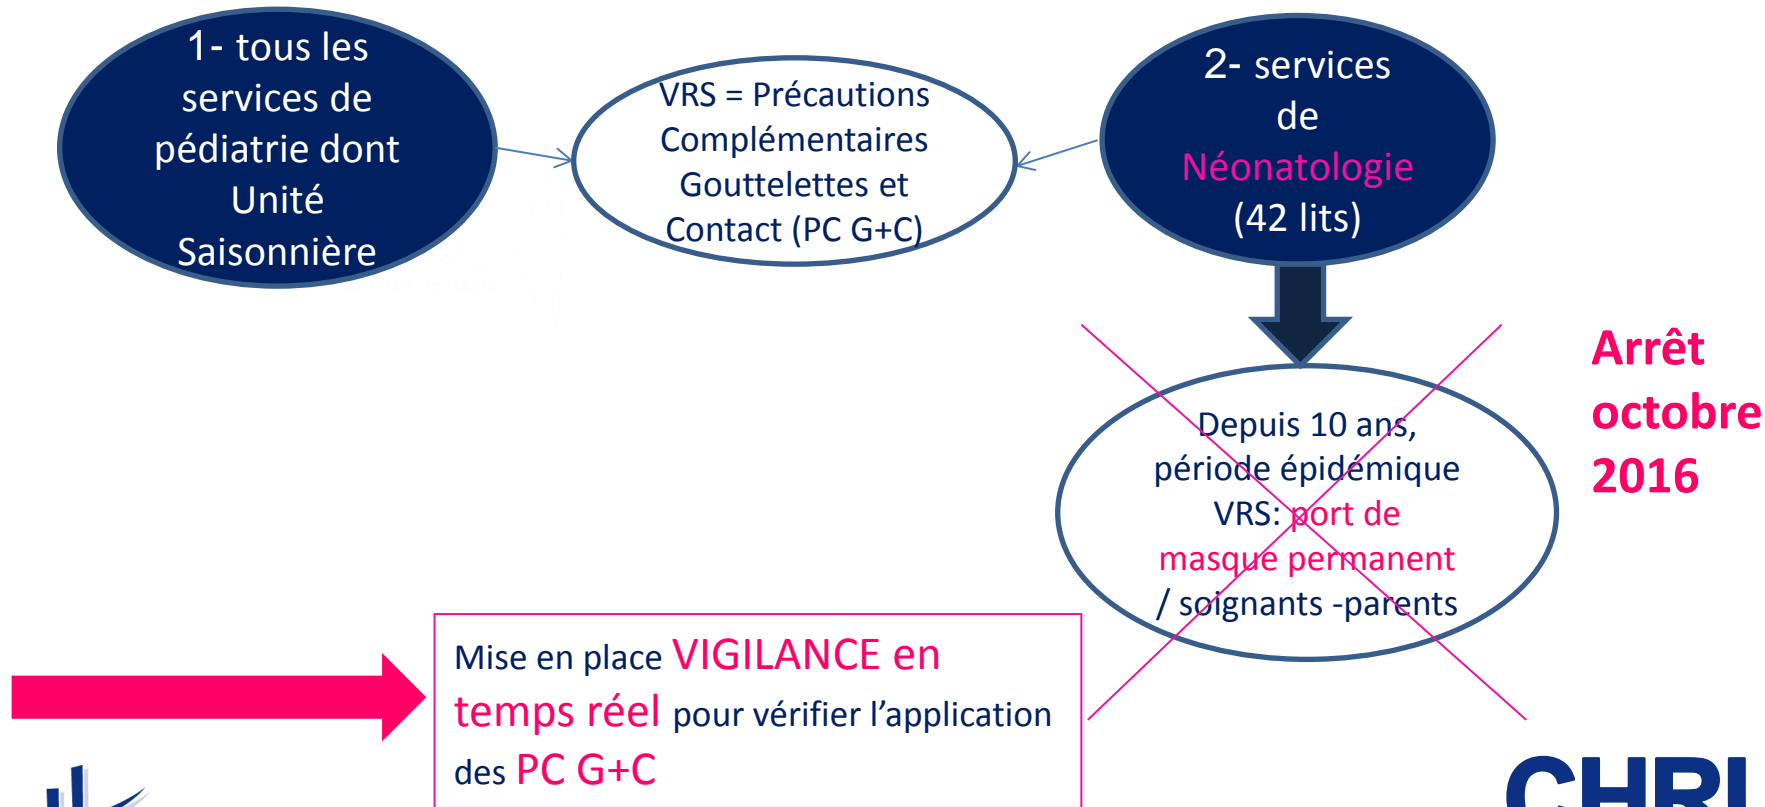 1- tous les
services de
pédiatrie dont
Unité
Saisonnière
VRS = Précautions
Complémentaires
Gouttelettes et
Contact (PC G+C)
2- services
de
Néonatologie
(42 lits)
Arrêt
octobre
2016
Depuis 10 ans,
période épidémique
VRS: port de
masque permanent
/ soignants -parents
Mise en place VIGILANCE en
temps réel pour vérifier l’application
des PC G+C